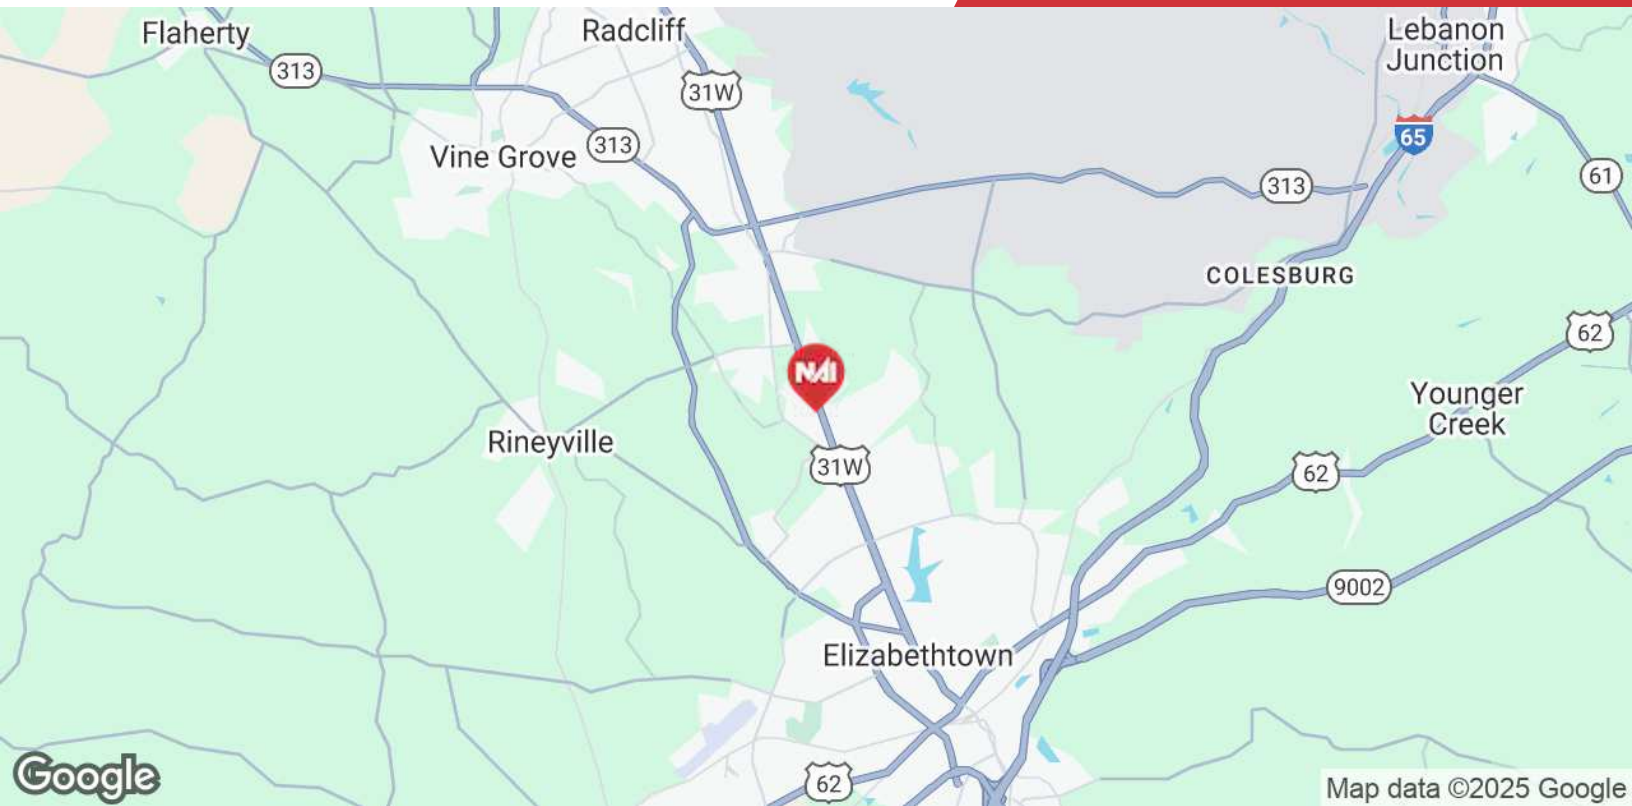 Flaherty
Radcliff
Lebanon
Junction
313
31W
65
313
Vine Grove
313
61
COLESBURG
62
NAI
Younger
Creek
Rineyville
31W
62
9002
Elizabethtown
62
Google
Map data ©2025 Google